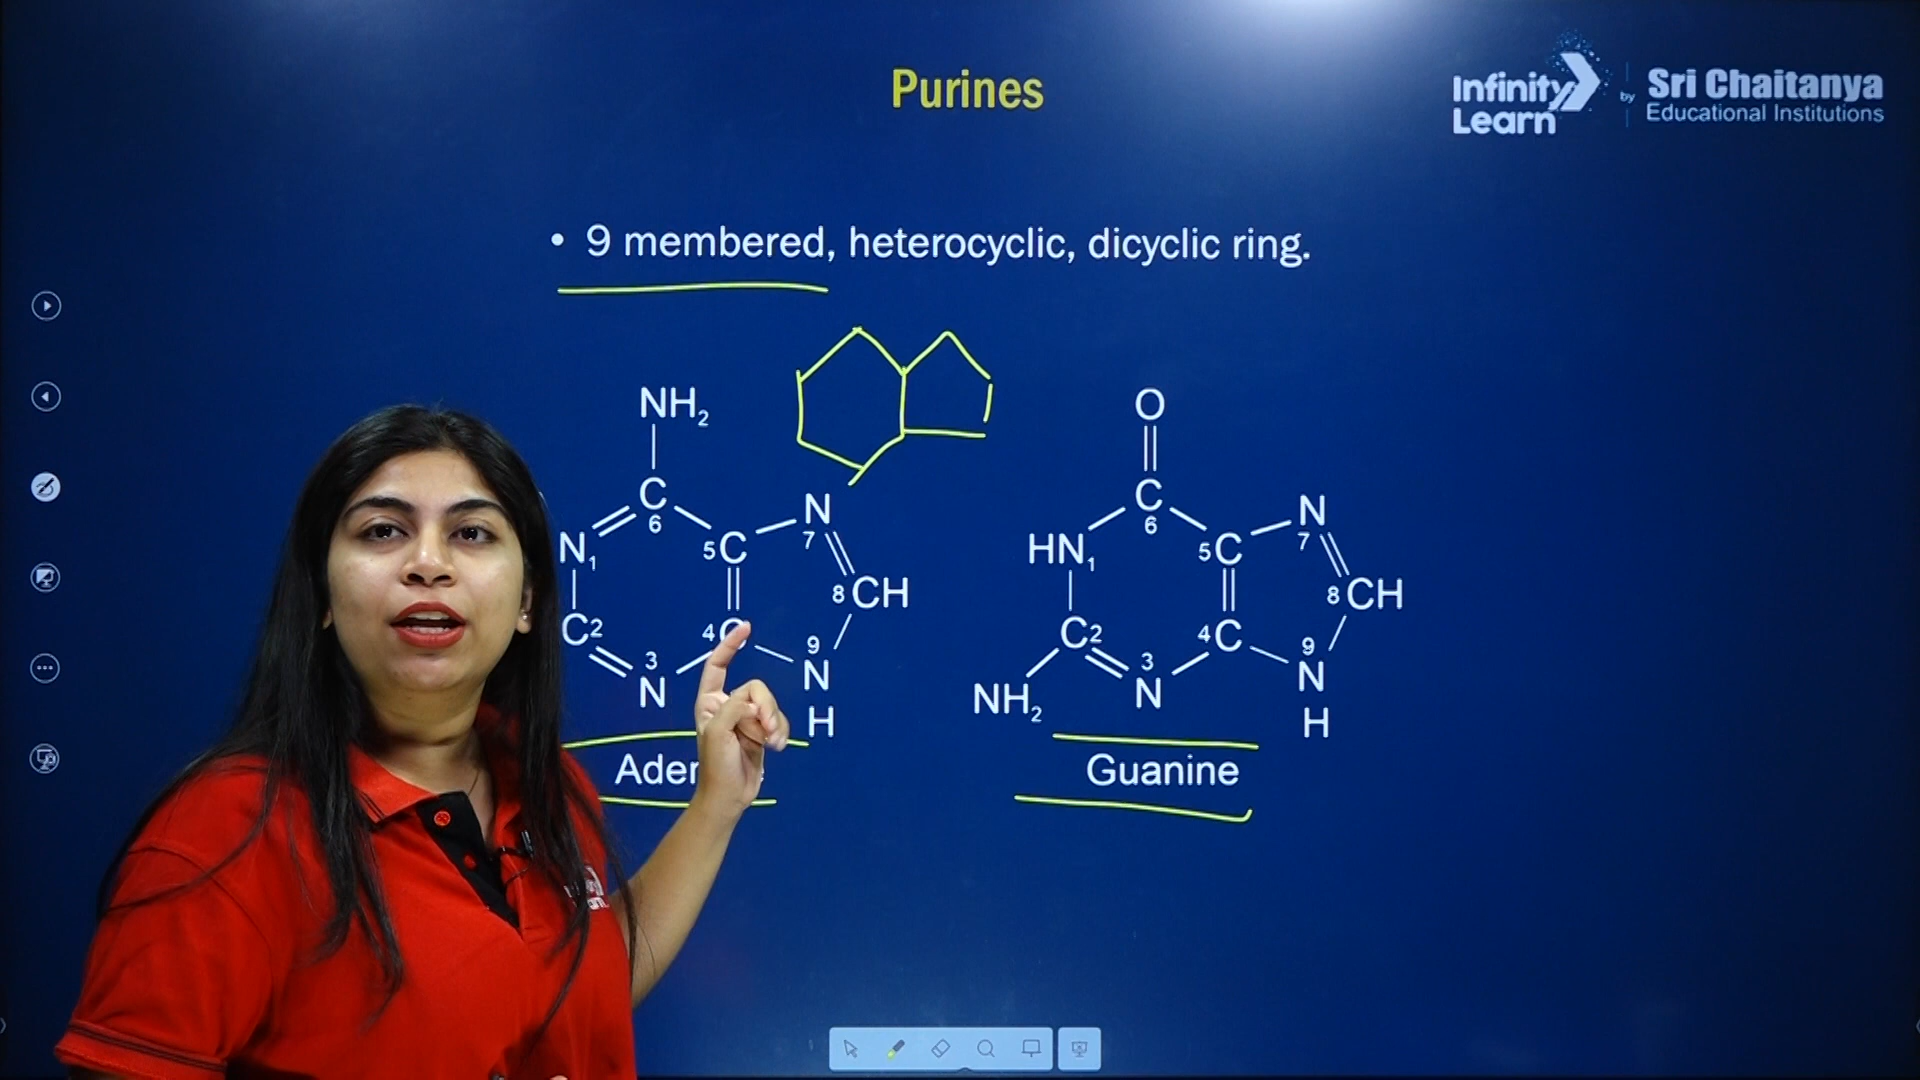 Purines
Infinity Learn by Sri Chaitanya Educational Institutions
• 9 membered, heterocyclic, dicyclic ring.
NH₂
C
6
N₁
5C
N
7
8CH
C2
4C
3
N
9
N
H
O
C
6
HN₁
5C
N
7
8CH
C2
4C
3
N
9
N
H
NH₂
Guanine